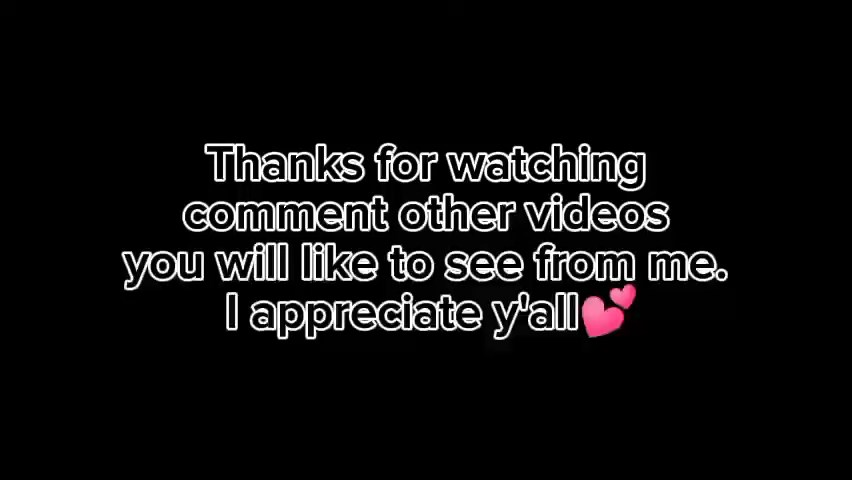 Thanks for watching
comment other videos
you will like to see from me.
I appreciate y'all💕